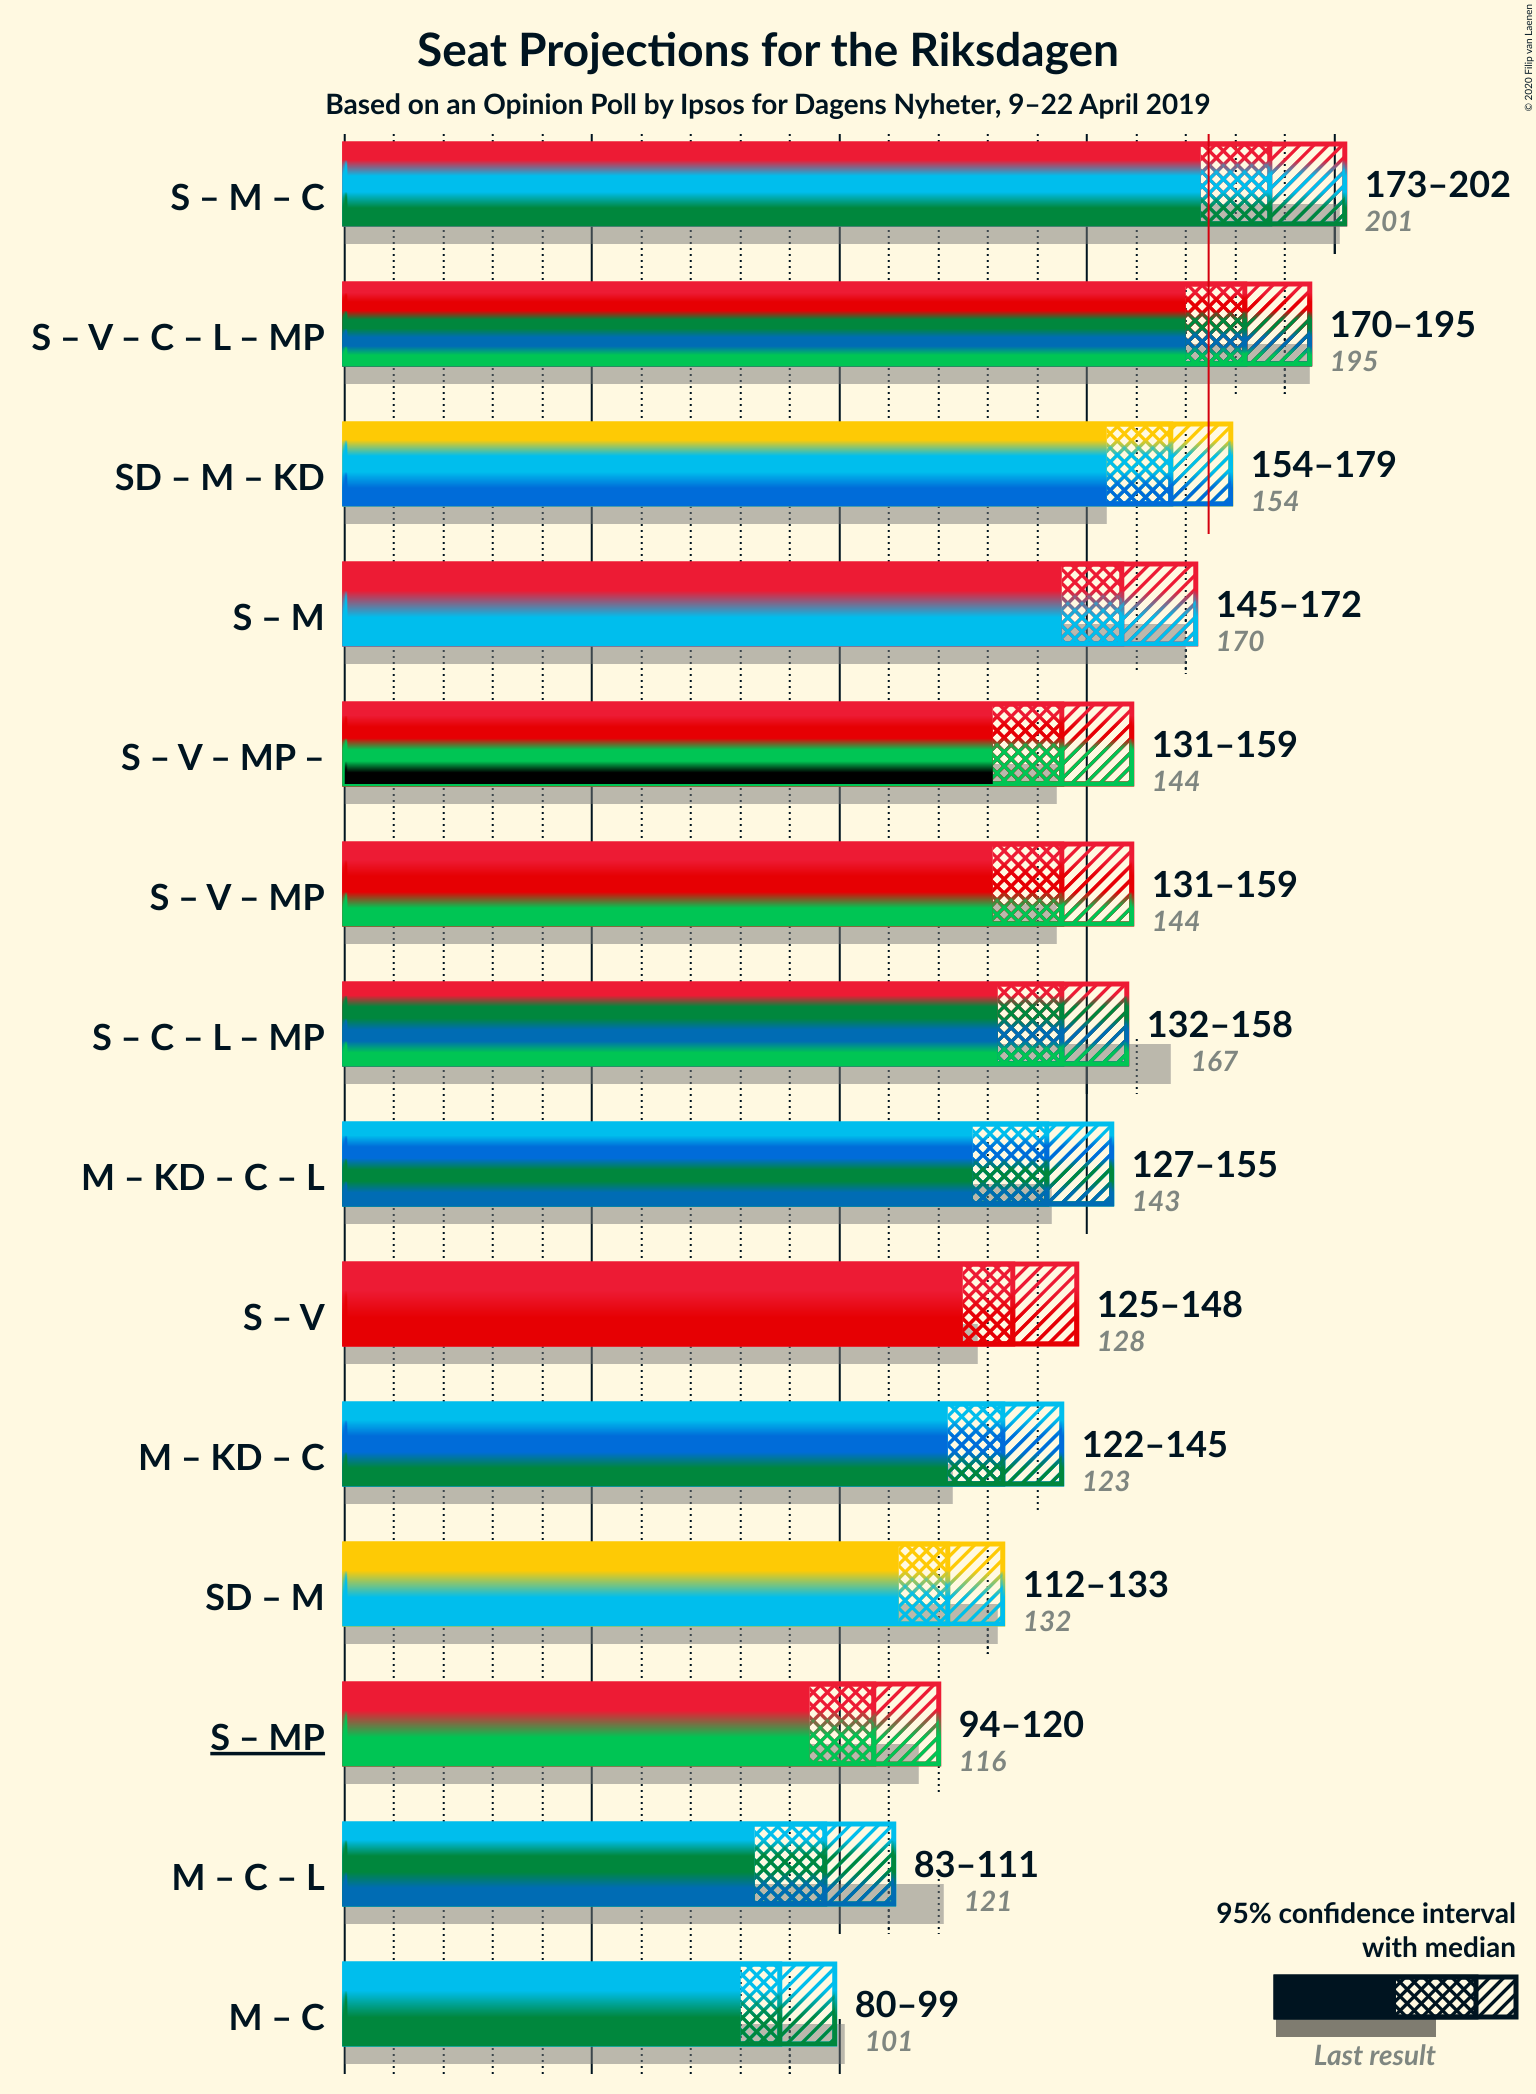 Seat Projections for the Riksdagen
Based on an Opinion Poll by Ipsos for Dagens Nyheter, 9–22 April 2019
© 2020 Filip van Laenen
S – M – C
173–202
201
S – V – C – L – MP
170–195
195
SD – M – KD
154–179
154
S – M
145–172
170
S – V – MP –
131–159
144
S – V – MP
131–159
144
S – C – L – MP
132–158
167
M – KD – C – L
127–155
143
S – V
125–148
128
M – KD – C
122–145
123
SD – M
112–133
132
S – MP
94–120
116
M – C – L
83–111
121
M – C
80–99
101
95% confidence interval
with median
Last result